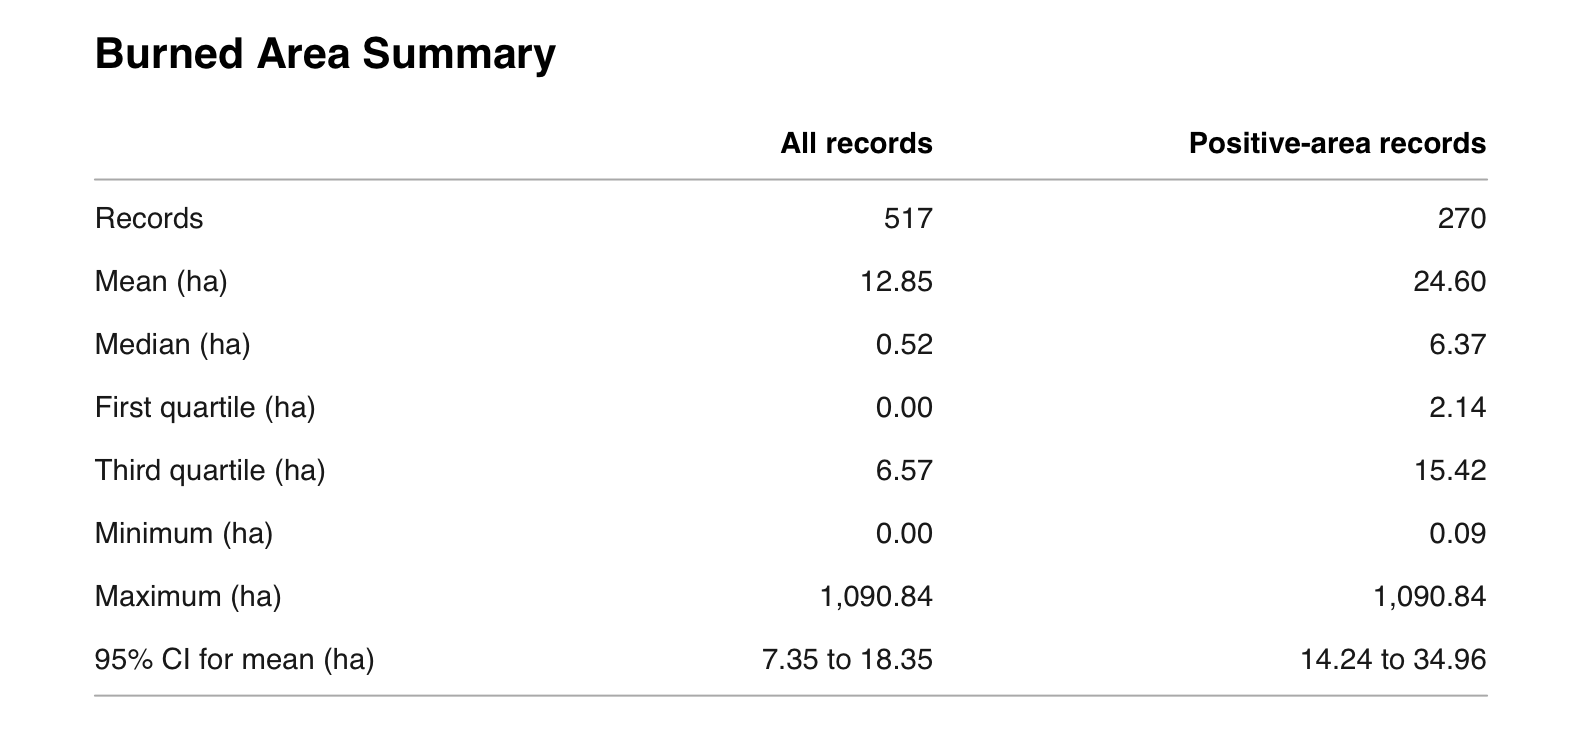 Burned Area Summary
All records Positive-area records
Records 517 270
Mean (ha) 12.85 24.60
Median (ha) 0.52 6.37
First quartile (ha) 0.00 2.14
Third quartile (ha) 6.57 15.42
Minimum (ha) 0.00 0.09
Maximum (ha) 1,090.84 1,090.84
95% CI for mean (ha) 7.35 to 18.35 14.24 to 34.96